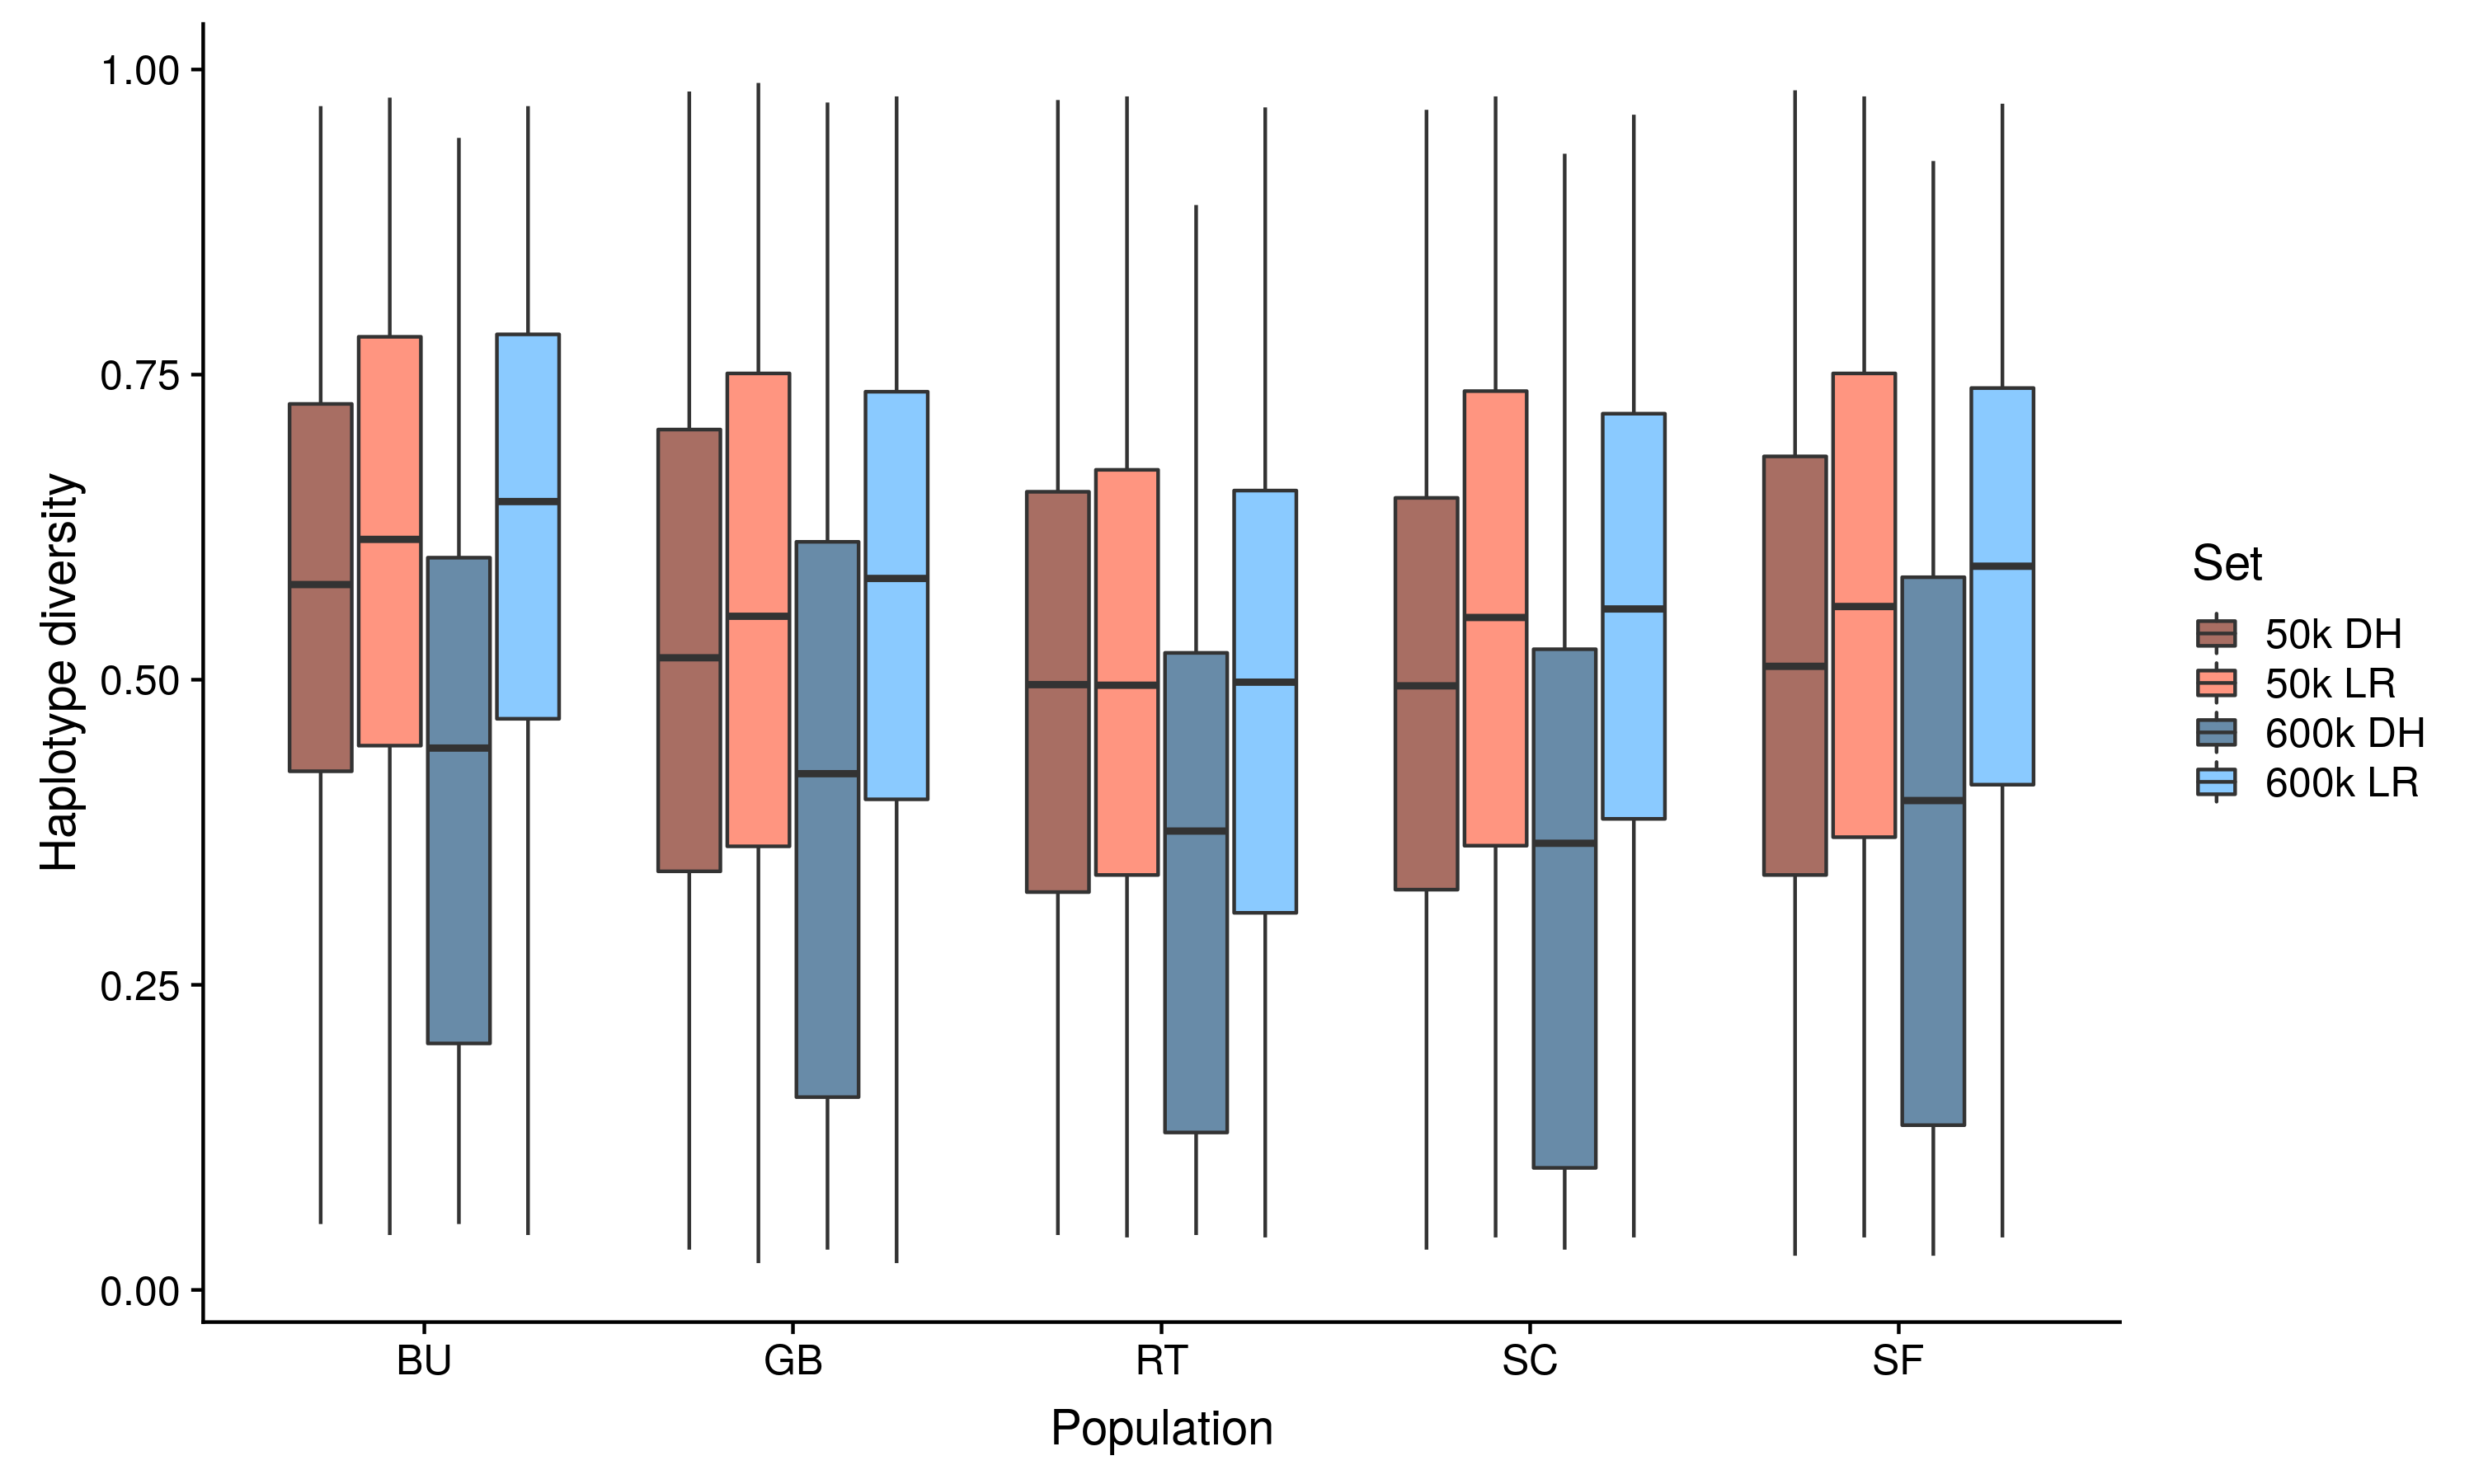 Haplotype diversity
1.00
0.75
0.50
0.25
0.00
BU
GB
RT
SC
SF
Population
Set
50k DH
50k LR
600k DH
600k LR